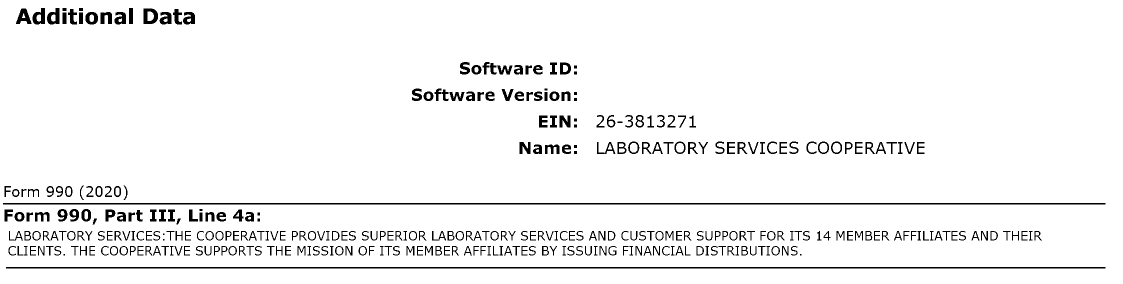 Additional Data
Software ID:
Software Version:
EIN: 26-3813271
Name: LABORATORY SERVICES COOPERATIVE
Form 990 (2020)
Form 990, Part III, Line 4a:
LABORATORY SERVICES:THE COOPERATIVE PROVIDES SUPERIOR LABORATORY SERVICES AND CUSTOMER SUPPORT FOR ITS 14 MEMBER AFFILIATES AND THEIR
CLIENTS. THE COOPERATIVE SUPPORTS THE MISSION OF ITS MEMBER AFFILIATES BY ISSUING FINANCIAL DISTRIBUTIONS.